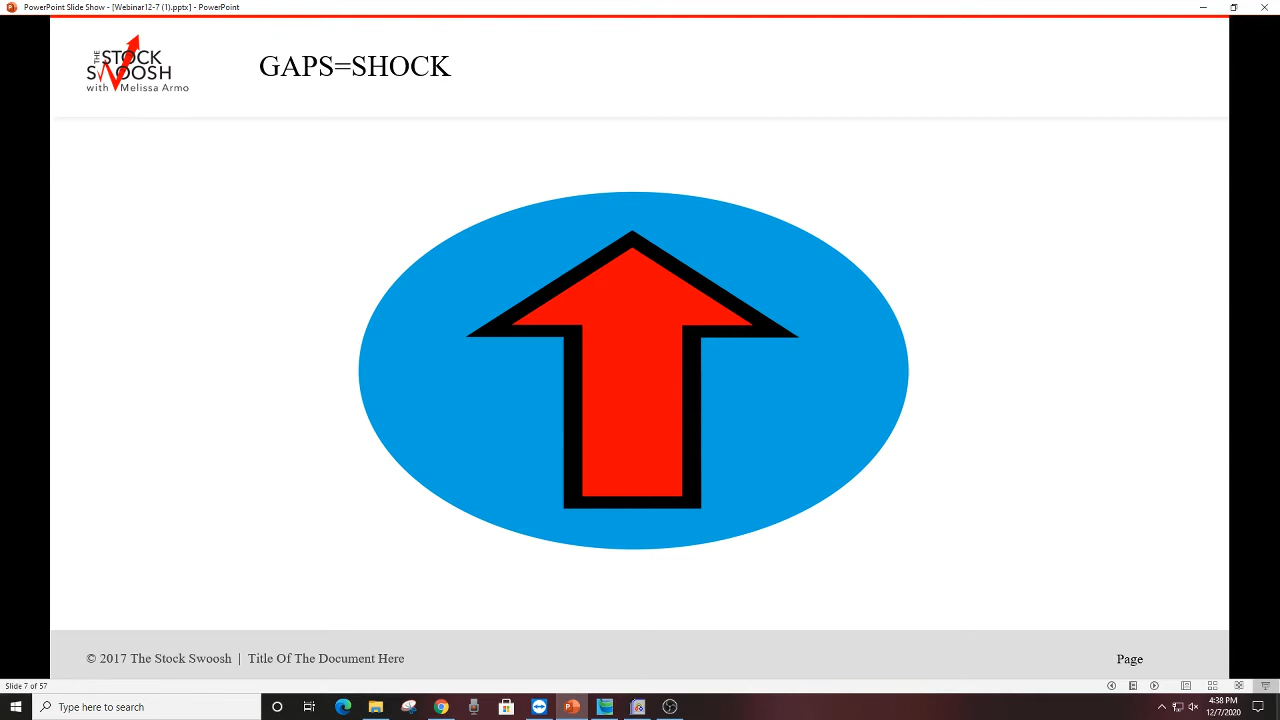 PowerPoint Slide Show - [Webinar12-7 (1).pptx] - PowerPoint
THE
STOCK
SWOOSH
with Melissa Armo
GAPS=SHOCK
© 2017 The Stock Swoosh | Title Of The Document Here
Page
Slide 7 of 57
Type here to search
4:38 PM
12/7/2020